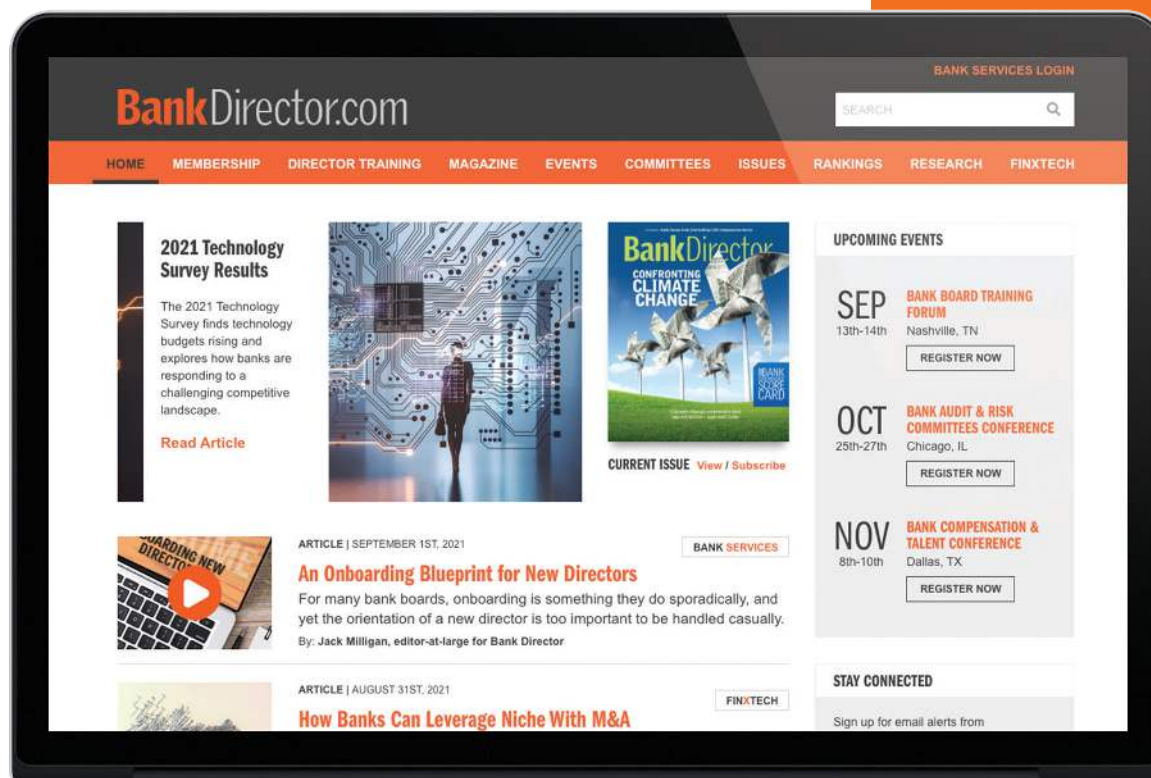 BANK SERVICES LOGIN
BankDirector.com
SEARCH
HOME MEMBERSHIP DIRECTOR TRAINING MAGAZINE EVENTS COMMITTEES ISSUES RANKINGS RESEARCH FINXTECH
2021 Technology
Survey Results
The 2021 Technology
Survey finds technology
budgets rising and
explores how banks are
responding to a
challenging competitive
landscape.
Read Article
BankDirector
CONFRONTING
CLIMATE
CHANGE
SCORE
CARD
CURRENT ISSUE View / Subscribe
UPCOMING EVENTS
SEP
13th-14th
BANK BOARD TRAINING
FORUM
Nashville, TN
REGISTER NOW
OCT
25th-27th
BANK AUDIT & RISK
COMMITTEES CONFERENCE
Chicago, IL
REGISTER NOW
NOV
8th-10th
BANK COMPENSATION &
TALENT CONFERENCE
Dallas, TX
REGISTER NOW
ARTICLE | SEPTEMBER 1ST, 2021
BANK SERVICES
An Onboarding Blueprint for New Directors
For many bank boards, onboarding is something they do sporadically, and
yet the orientation of a new director is too important to be handled casually.
By: Jack Milligan, editor-at-large for Bank Director
ARTICLE | AUGUST 31ST, 2021
FINXTECH
How Banks Can Leverage Niche With M&A
STAY CONNECTED
Sign up for email alerts from